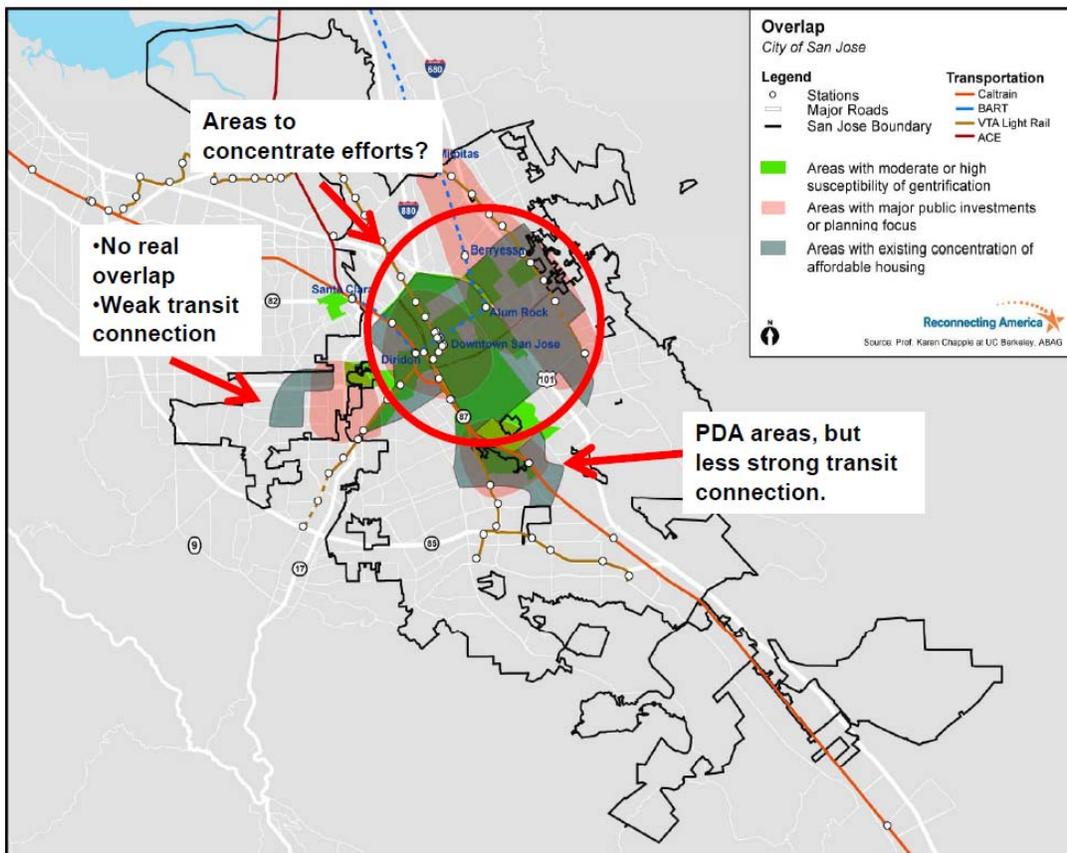 Overlap
City of San Jose
Legend
Stations
Major Roads
San Jose Boundary
Transportation
Caltrain
BART
VTA Light Rail
ACE
Areas with moderate or high
susceptibility of gentrification
Areas with major public investments
or planning focus
Areas with existing concentration of
affordable housing
N
Reconnecting America
Source: Prof. Karen Chapple at UC Berkeley, ABAG
680
Areas to
concentrate efforts?
880
Berryessa
•No real
overlap
•Weak transit
connection
Santa Clara
82
Alum Rock
Downtown San Jose
Diridon
101
87
PDA areas, but
less strong transit
connection.
85
9
17